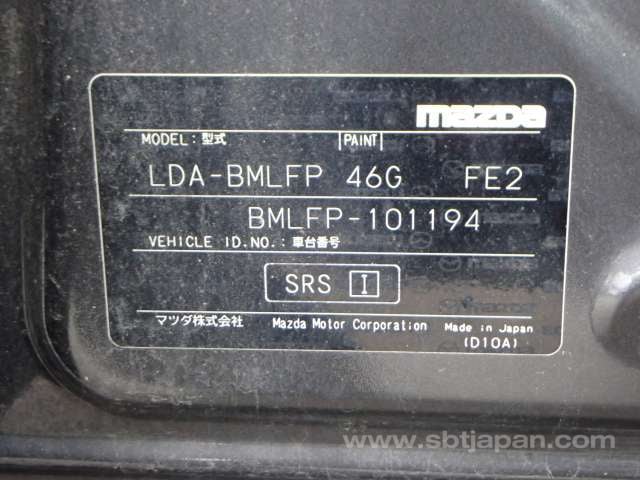 mazda
MODEL: 型式 PAINT
LDA-BMLFP 46G FE2
BMLFP-101194
VEHICLE ID.NO.: 車台番号
SRS I
マツダ株式会社 Mazda Motor Corporation Made in Japan
(D10A)
www.sbtjapan.com